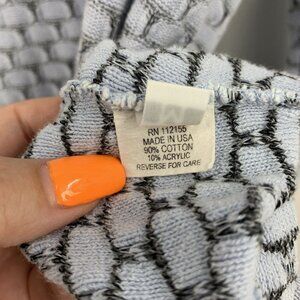 RN 112155
MADE IN USA
90% COTTON
10% ACRYLIC
REVERSE FOR CARE